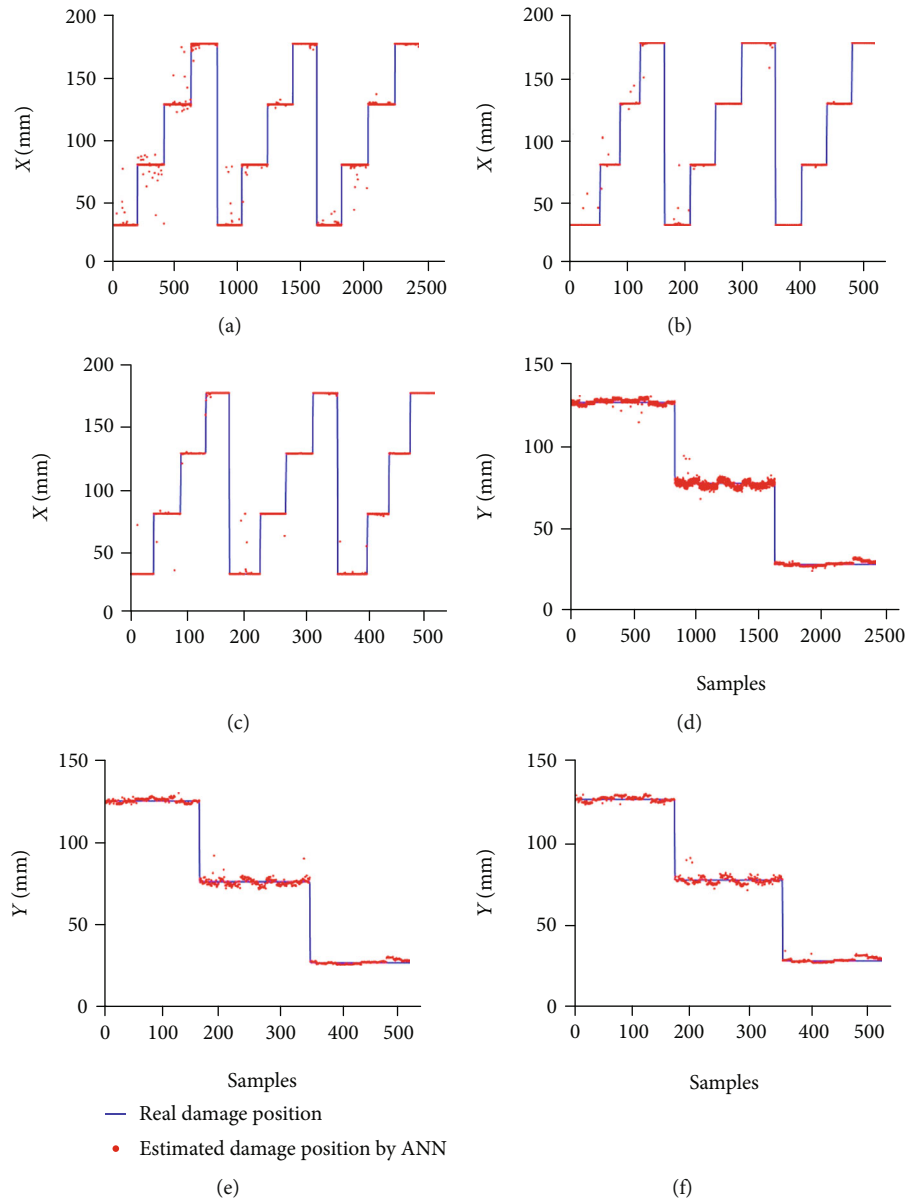 200
150
100
50
0
X (mm)
0 500 1000 1500 2000 2500
(a)
200
150
100
50
0
X (mm)
0 100 200 300 400 500
(b)
200
150
100
50
0
X (mm)
0 100 200 300 400 500
(c)
150
100
50
0
Y (mm)
0 500 1000 1500 2000 2500
Samples
(d)
150
100
50
0
Y (mm)
0 100 200 300 400 500
Samples
Real damage position
Estimated damage position by ANN
(e)
150
100
50
0
Y (mm)
0 100 200 300 400 500
Samples
(f)